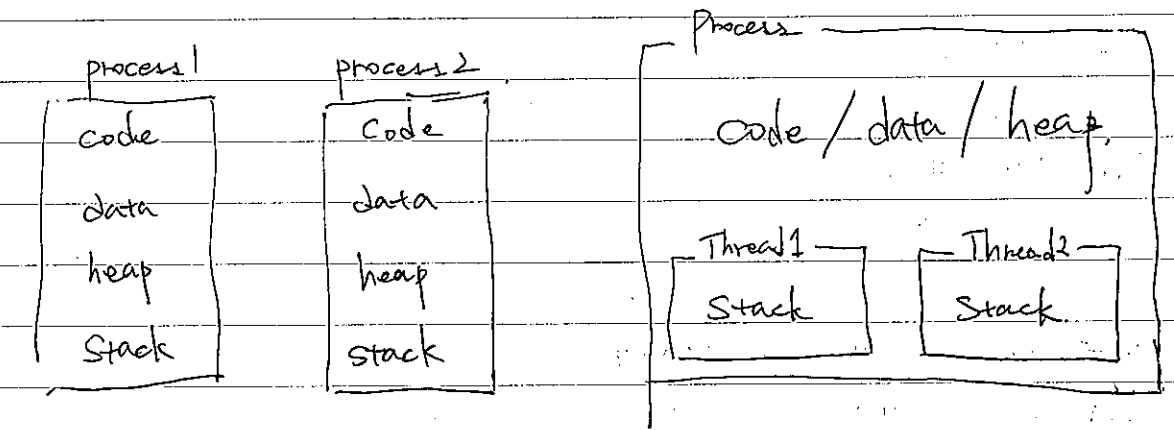 process1
code
data
heap
Stack
process2
Code
data
heap
stack
Process
code / data / heap.
Thread1
Stack
Thread2
Stack